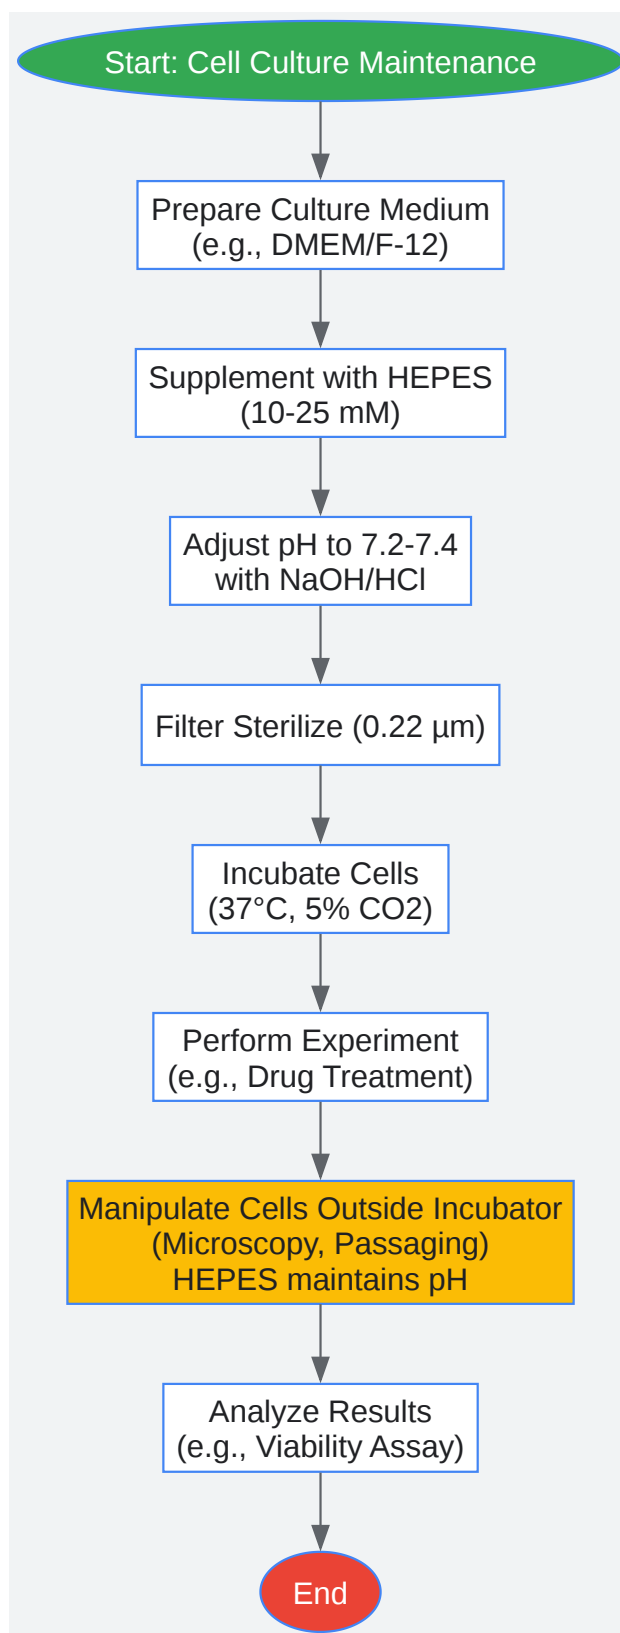 Start: Cell Culture Maintenance
Prepare Culture Medium
(e.g., DMEM/F-12)
Supplement with HEPES
(10-25 mM)
Adjust pH to 7.2-7.4
with NaOH/HCl
Filter Sterilize (0.22 µm)
Incubate Cells
(37°C, 5% CO2)
Perform Experiment
(e.g., Drug Treatment)
Manipulate Cells Outside Incubator
(Microscopy, Passaging)
HEPES maintains pH
Analyze Results
(e.g., Viability Assay)
End